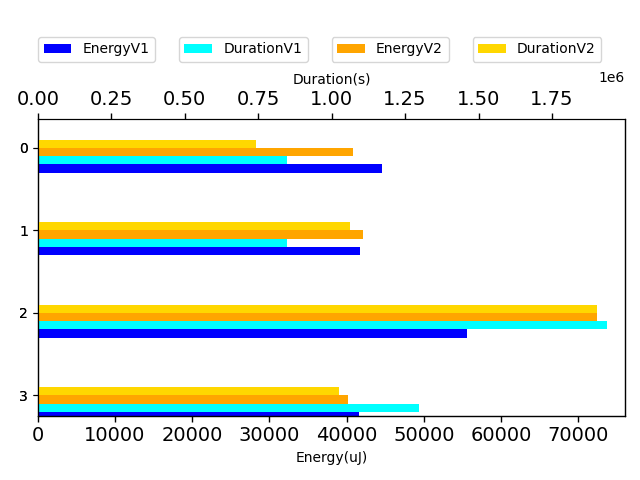 EnergyV1 DurationV1 EnergyV2 DurationV2
Duration(s)
1e6
0.00 0.25 0.50 0.75 1.00 1.25 1.50 1.75
0
1
2
3
0 10000 20000 30000 40000 50000 60000 70000
Energy(uJ)